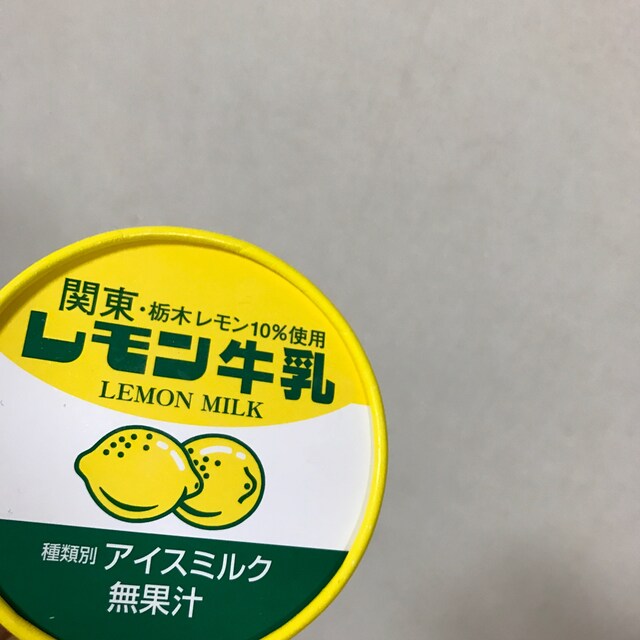 関東・栃木レモン10%使用
レモン牛乳
LEMON MILK
種類別 アイスミルク
無果汁